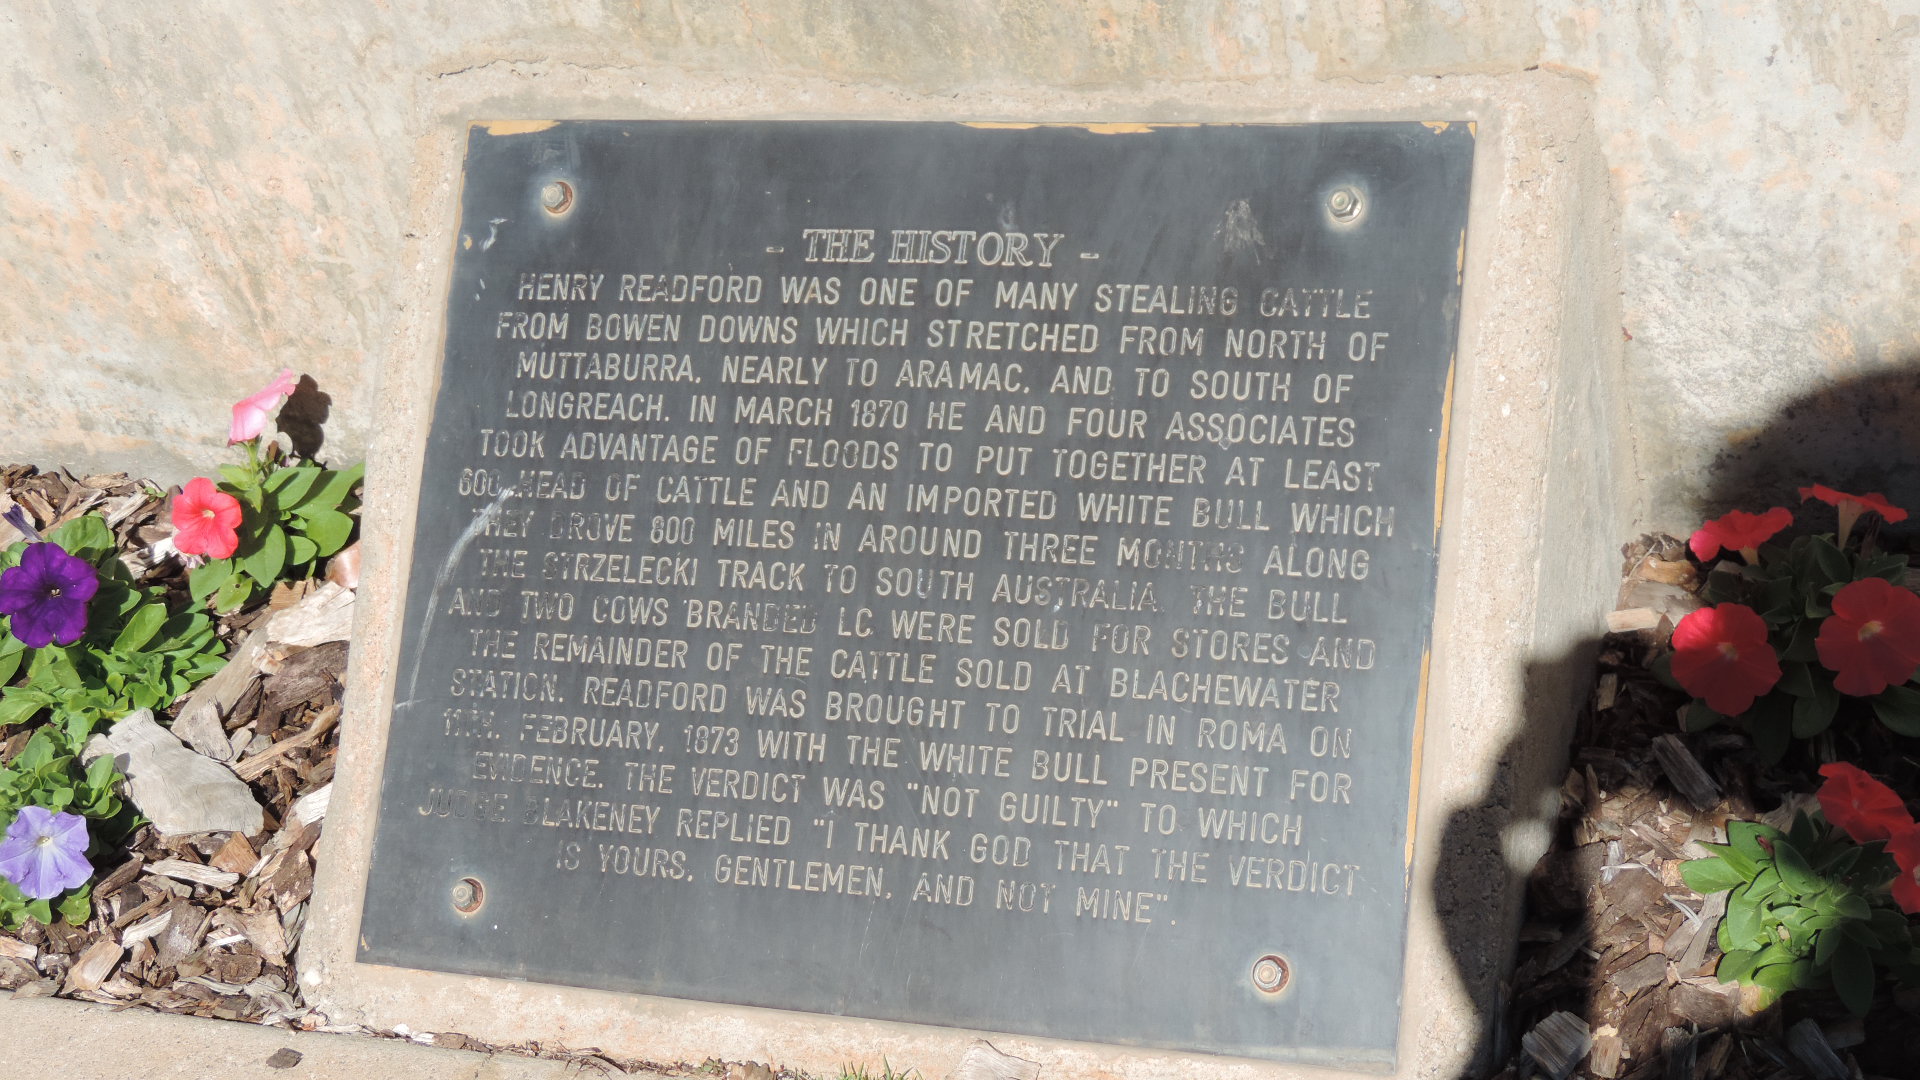 - THE HISTORY -
HENRY READFORD WAS ONE OF MANY STEALING CATTLE
FROM BOWEN DOWNS WHICH STRETCHED FROM NORTH OF
MUTTABURRA, NEARLY TO ARAMAC, AND TO SOUTH OF
LONGREACH. IN MARCH 1870 HE AND FOUR ASSOCIATES
TOOK ADVANTAGE OF FLOODS TO PUT TOGETHER AT LEAST
600 HEAD OF CATTLE AND AN IMPORTED WHITE BULL WHICH
THEY DROVE 800 MILES IN AROUND THREE MONTHS ALONG
THE STRZELECKI TRACK TO SOUTH AUSTRALIA. THE BULL
AND TWO COWS BRANDED LC WERE SOLD FOR STORES AND
THE REMAINDER OF THE CATTLE SOLD AT BLACHEWATER
STATION. READFORD WAS BROUGHT TO TRIAL IN ROMA ON
11TH. FEBRUARY, 1873 WITH THE WHITE BULL PRESENT FOR
EVIDENCE. THE VERDICT WAS "NOT GUILTY" TO WHICH
JUDGE BLAKENEY REPLIED "I THANK GOD THAT THE VERDICT
IS YOURS, GENTLEMEN, AND NOT MINE".